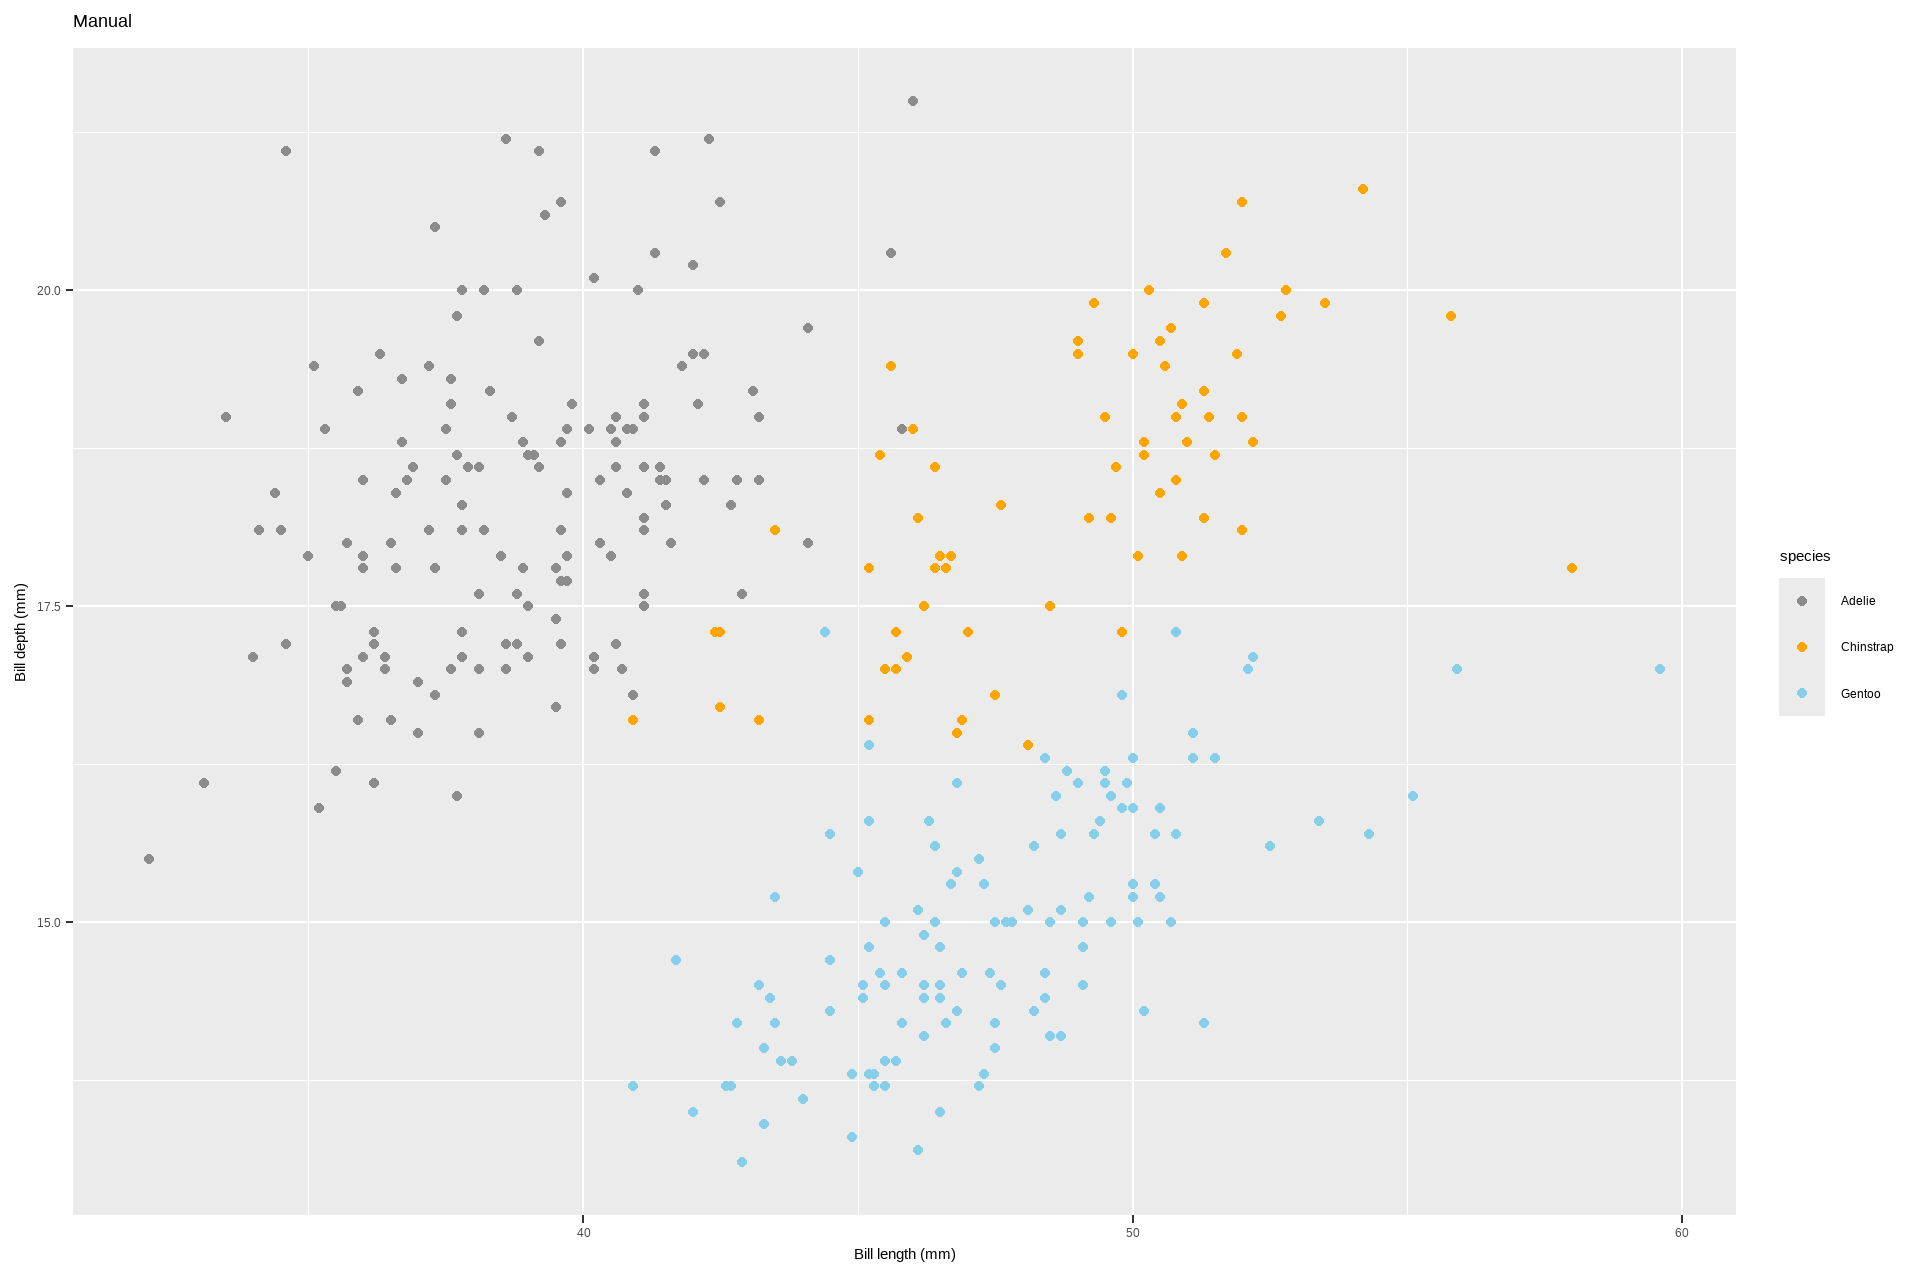 Manual
Bill depth (mm)
20.0
17.5
15.0
40
50
60
Bill length (mm)
species
Adelie
Chinstrap
Gentoo